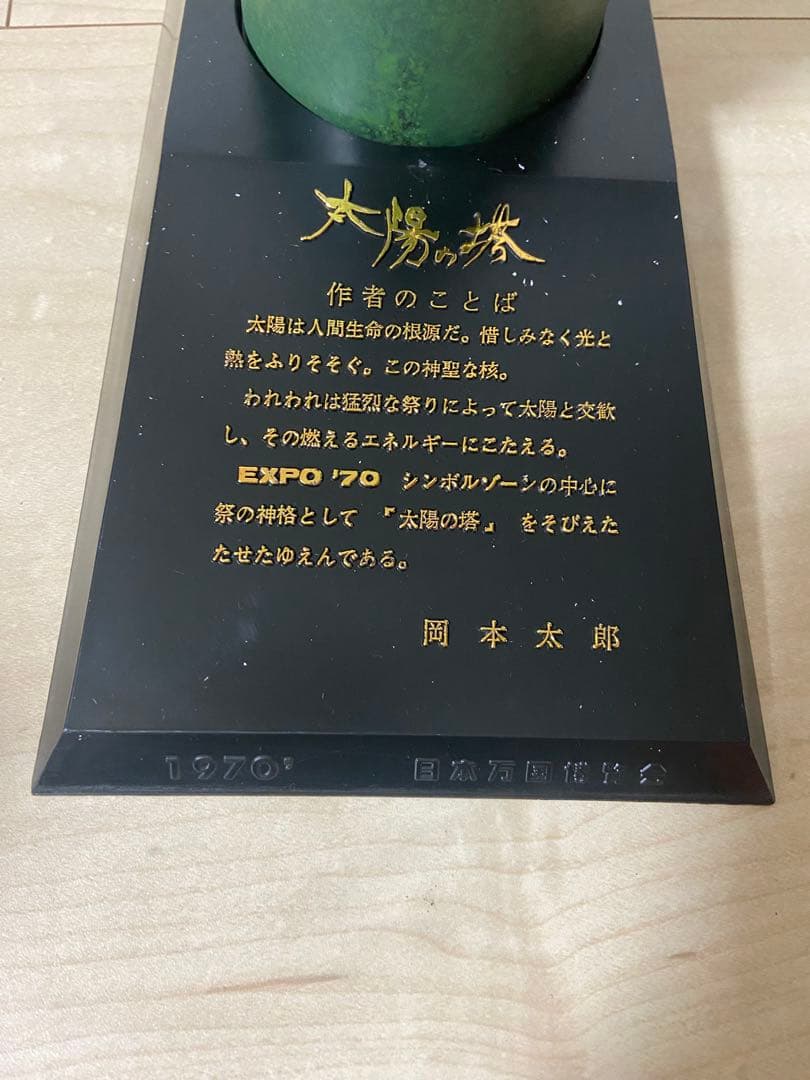 太陽の塔
作者のことば
太陽は人間生命の根源だ。惜しみなく光と
熱をふりそそぐ。この神聖な核。
われわれは猛烈な祭りによって太陽と交歓
し、その燃えるエネルギーにこたえる。
EXPO '70 シンボルゾーンの中心に
祭の神格として 『太陽の塔』 をそびえた
たせたゆえんである。
岡本太郎
1970' 日本万国博覧会